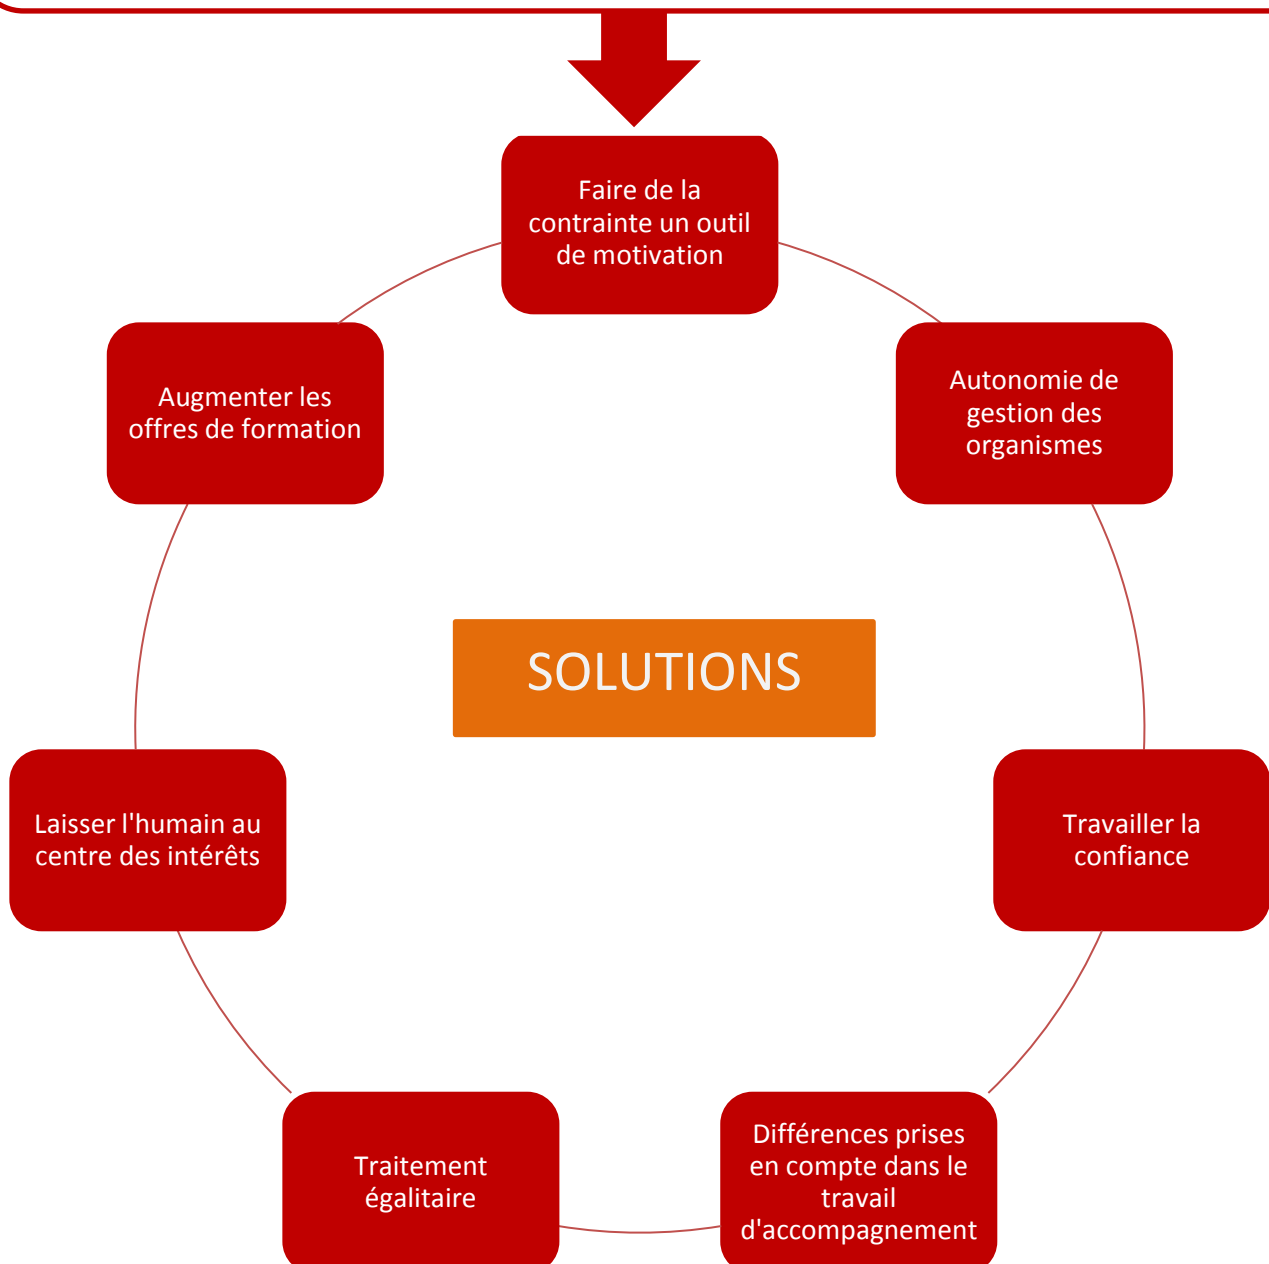 Faire de la
contrainte un outil
de motivation
Autonomie de
gestion des
organismes
Travailler la
confiance
Différences prises
en compte dans le
travail
d'accompagnement
Traitement
égalitaire
Laisser l'humain au
centre des intérêts
Augmenter les
offres de formation
SOLUTIONS